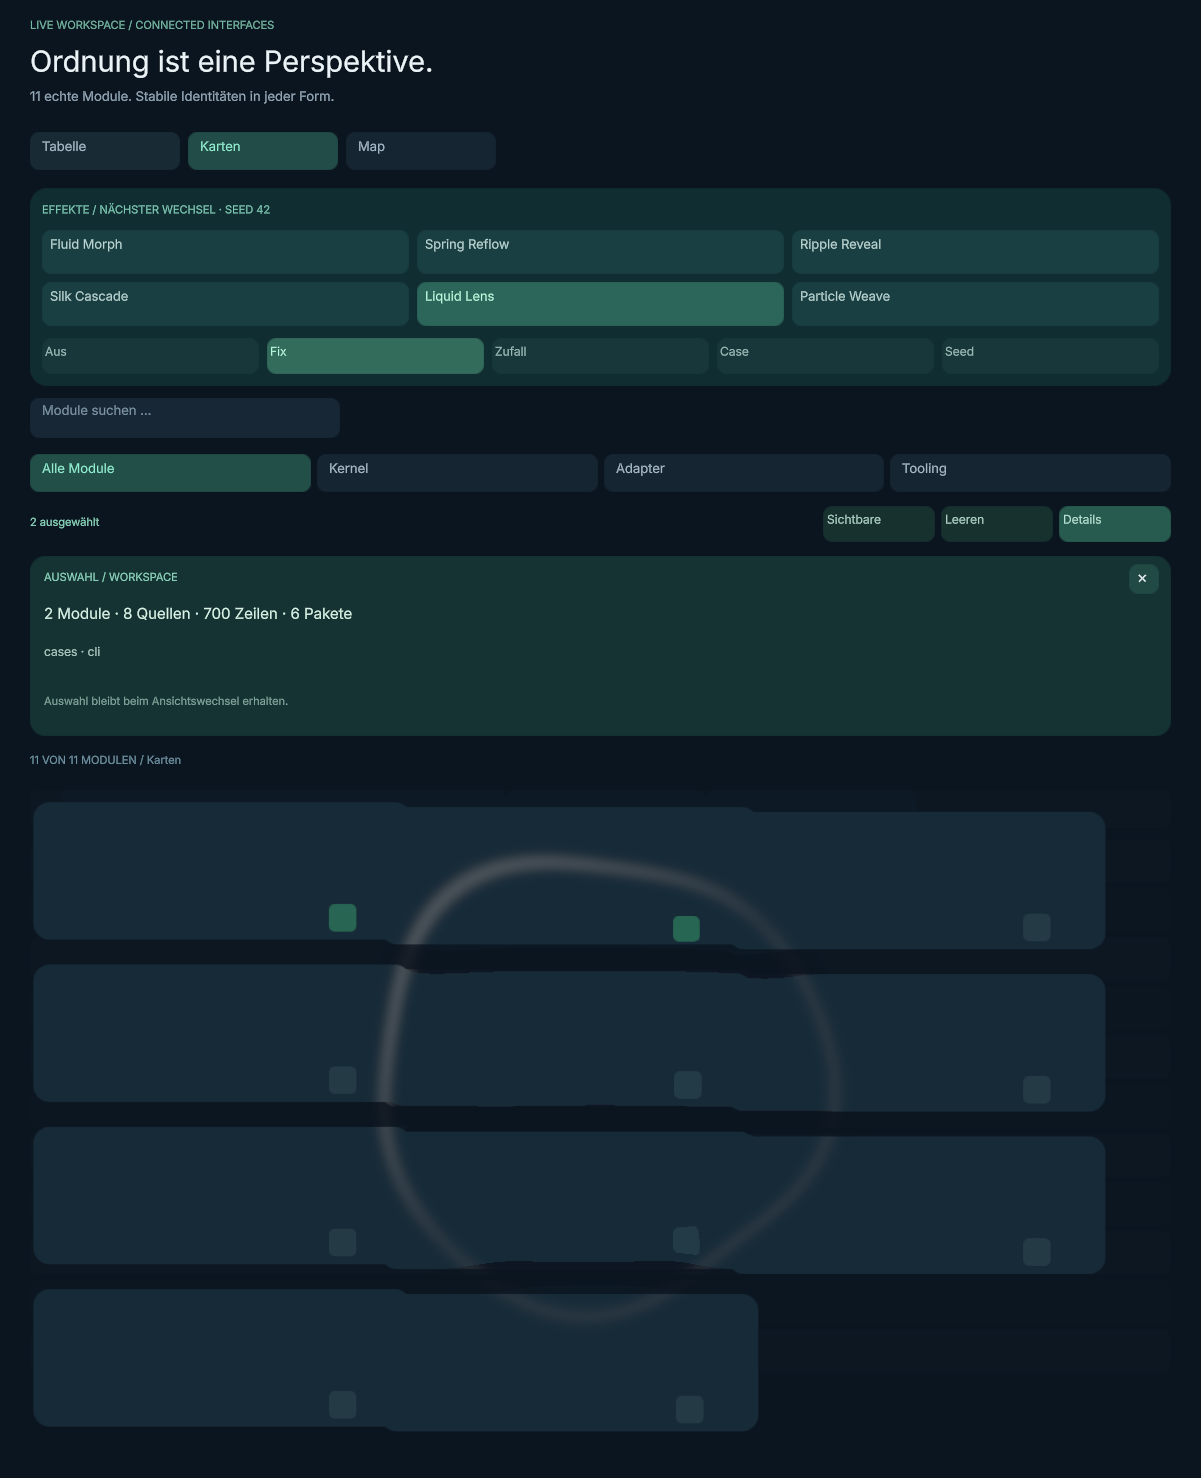 LIVE WORKSPACE / CONNECTED INTERFACES
Ordnung ist eine Perspektive.
11 echte Module. Stabile Identitäten in jeder Form.
Tabelle Karten Map
EFFEKTE / NÄCHSTER WECHSEL · SEED 42
Fluid Morph Spring Reflow Ripple Reveal
Silk Cascade Liquid Lens Particle Weave
Aus Fix Zufall Case Seed
Module suchen ...
Alle Module Kernel Adapter Tooling
2 ausgewählt Sichtbare Leeren Details
AUSWAHL / WORKSPACE ×
2 Module · 8 Quellen · 700 Zeilen · 6 Pakete
cases · cli
Auswahl bleibt beim Ansichtswechsel erhalten.
11 VON 11 MODULEN / Karten